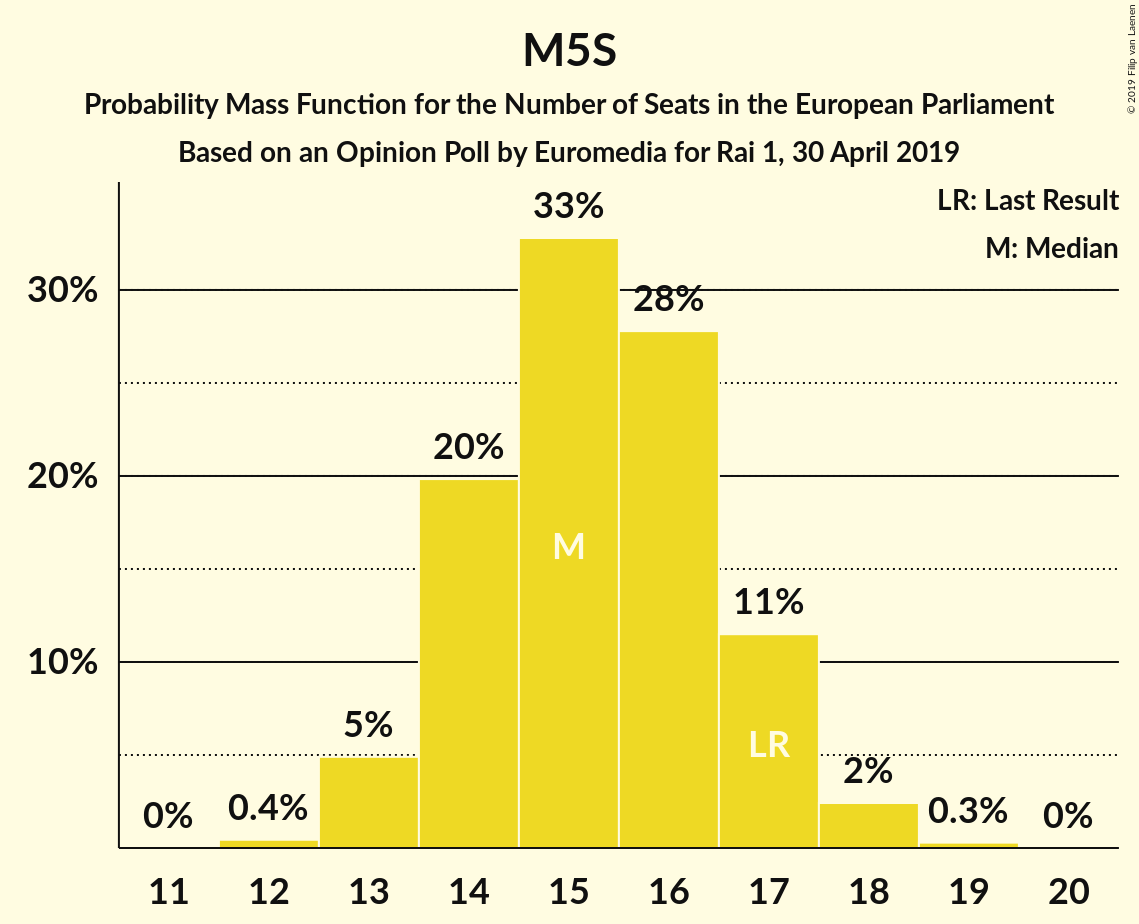 © 2019 Filip van Laenen
M5S
Probability Mass Function for the Number of Seats in the European Parliament
Based on an Opinion Poll by Euromedia for Rai 1, 30 April 2019
LR: Last Result
M: Median
30%
20%
10%
0%
0.4%
5%
20%
33%
28%
11%
2%
0.3%
0%
M
LR
11 12 13 14 15 16 17 18 19 20